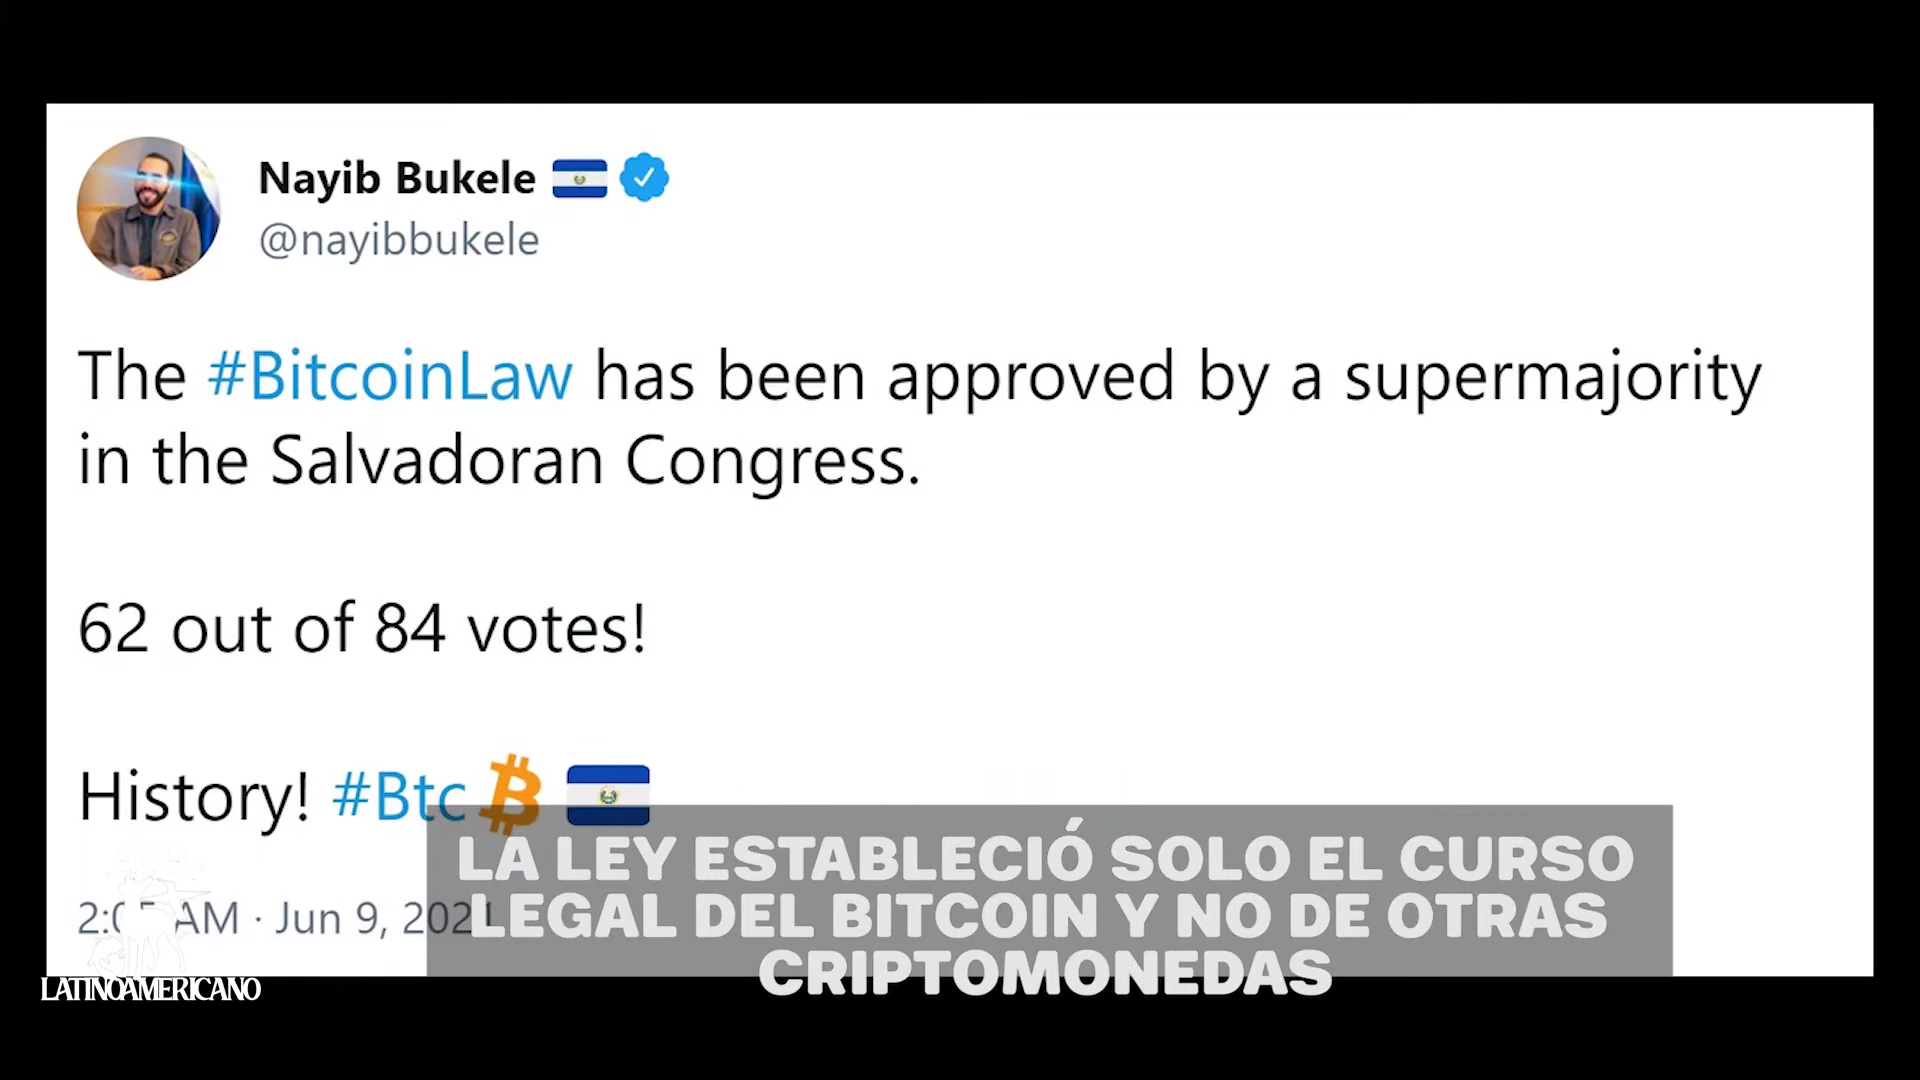 Nayib Bukele
@nayibbukele
The #BitcoinLaw has been approved by a supermajority
in the Salvadoran Congress.
62 out of 84 votes!
History! #Btc
AM · Jun 9, 2021
LA LEY ESTABLECIÓ SOLO EL CURSO
LEGAL DEL BITCOIN Y NO DE OTRAS
CRIPTOMONEDAS
LATINOAMERICANO